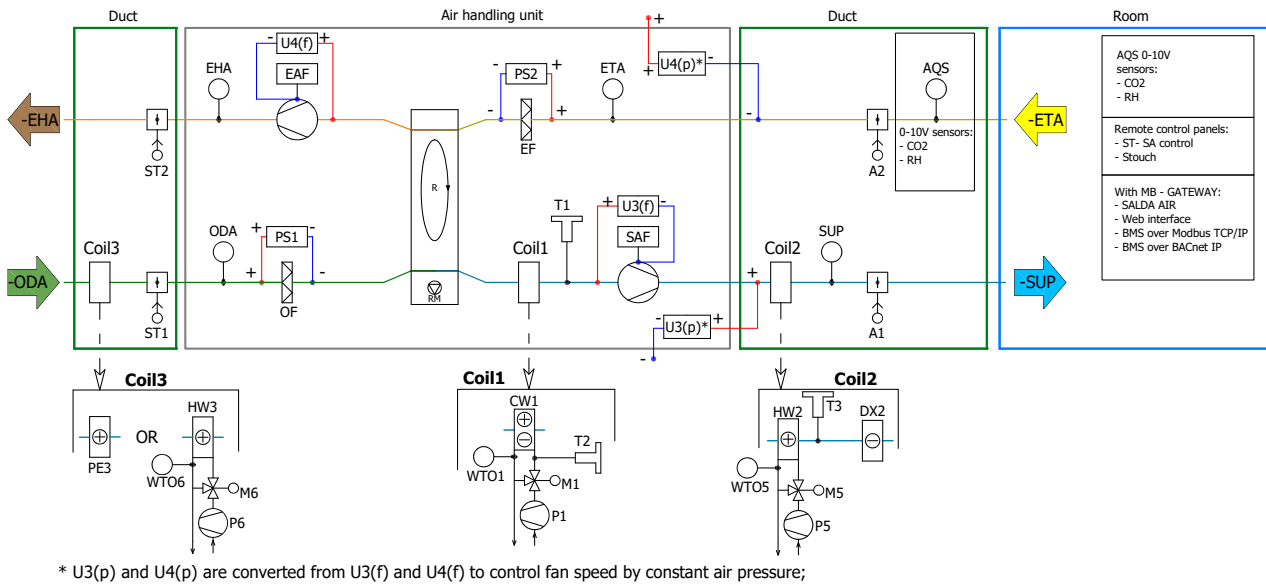 Duct
Air handling unit
Duct
Room
- U4(f) +
EHA
EAF
- PS2 +
ETA
+
+ U4(p)* -
AQS
AQS 0-10V
sensors:
- CO2
- RH
-EHA
- +
-
-ETA
ST2
EF
A2
0-10V sensors:
- CO2
- RH
Remote control panels:
- ST- SA control
- Stouch
R
T1
+ U3(f) -
With MB - GATEWAY:
- SALDA AIR
- Web interface
- BMS over Modbus TCP/IP
- BMS over BACnet IP
Coil3
ODA
+ PS1 -
Coil1
SAF
Coil2
SUP
-ODA
+ -
+
-SUP
ST1
OF
RM
- U3(p)* +
-
A1
Coil3
Coil1
Coil2
HW3
CW1
HW2
T3
DX2
OR
PE3
T2
WTO6
M6
WTO1
M1
WTO5
M5
P6
P1
P5
* U3(p) and U4(p) are converted from U3(f) and U4(f) to control fan speed by constant air pressure;